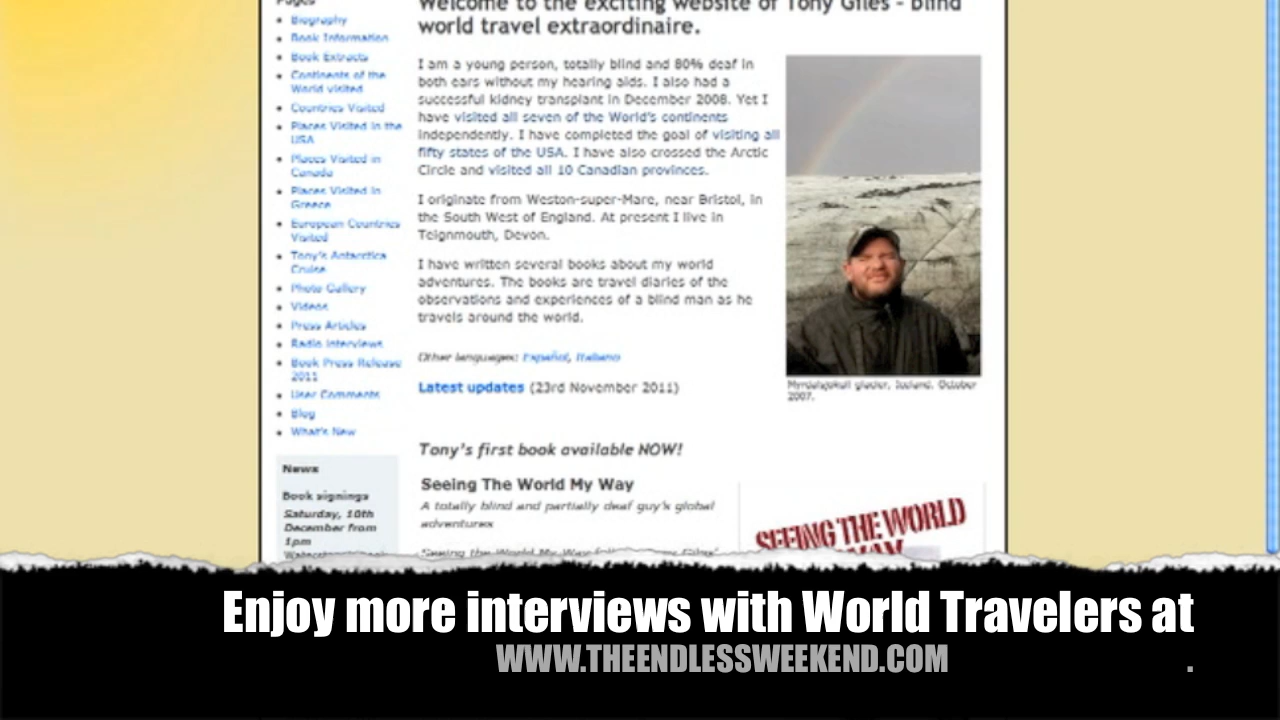 Pages
Biography
Book Information
Book Extracts
Continents of the
World visited
Countries Visited
Places Visited in the
USA
Places Visited in
Canada
Places Visited in
Greece
European Countries
Visited
Tony's Antarctica
Cruise
Photo Gallery
Videos
Press Articles
Radio Interviews
Book Press Release
2011
User Comments
Blog
What's New
News
Book signings
Saturday, 10th
December from
1pm
Welcome to the exciting website of Tony Giles - blind
world travel extraordinaire.
I am a young person, totally blind and 80% deaf in
both ears without my hearing aids. I also had a
successful kidney transplant in December 2008. Yet I
have visited all seven of the World's continents
independently. I have completed the goal of visiting all
fifty states of the USA. I have also crossed the Arctic
Circle and visited all 10 Canadian provinces.
I originate from Weston-super-Mare, near Bristol, in
the South West of England. At present I live in
Teignmouth, Devon.
I have written several books about my world
adventures. The books are travel diaries of the
observations and experiences of a blind man as he
travels around the world.
Other languages: Español, Italiano
Latest updates (23rd November 2011)
glacier, Iceland. October
2007.
Tony's first book available NOW!
Seeing The World My Way
A totally blind and partially deaf guy's global
adventures
'Seeing the World My Way' Tony Giles'
SEEING THE WORLD
WAY
Enjoy more interviews with World Travelers at
WWW.THEENDLESSWEEKEND.COM .